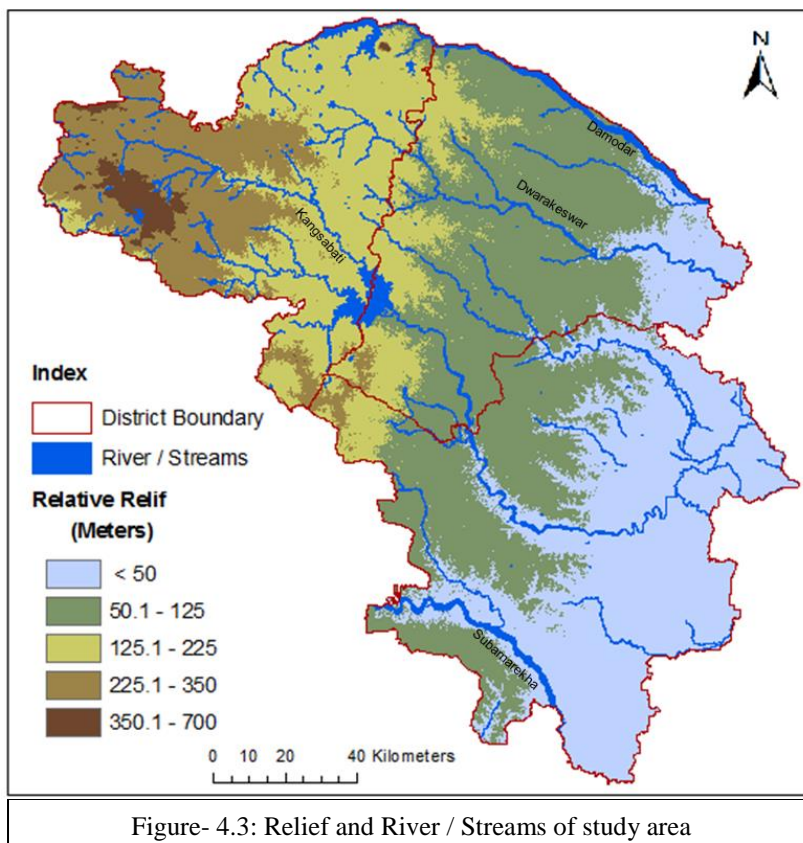 N
Damodar
Dwarakeswar
Kangsabati
Index
District Boundary
River / Streams
Relative Relif
(Meters)
< 50
50.1 - 125
125.1 - 225
225.1 - 350
350.1 - 700
Subarnarekha
0 10 20 40 Kilometers
Figure- 4.3: Relief and River / Streams of study area